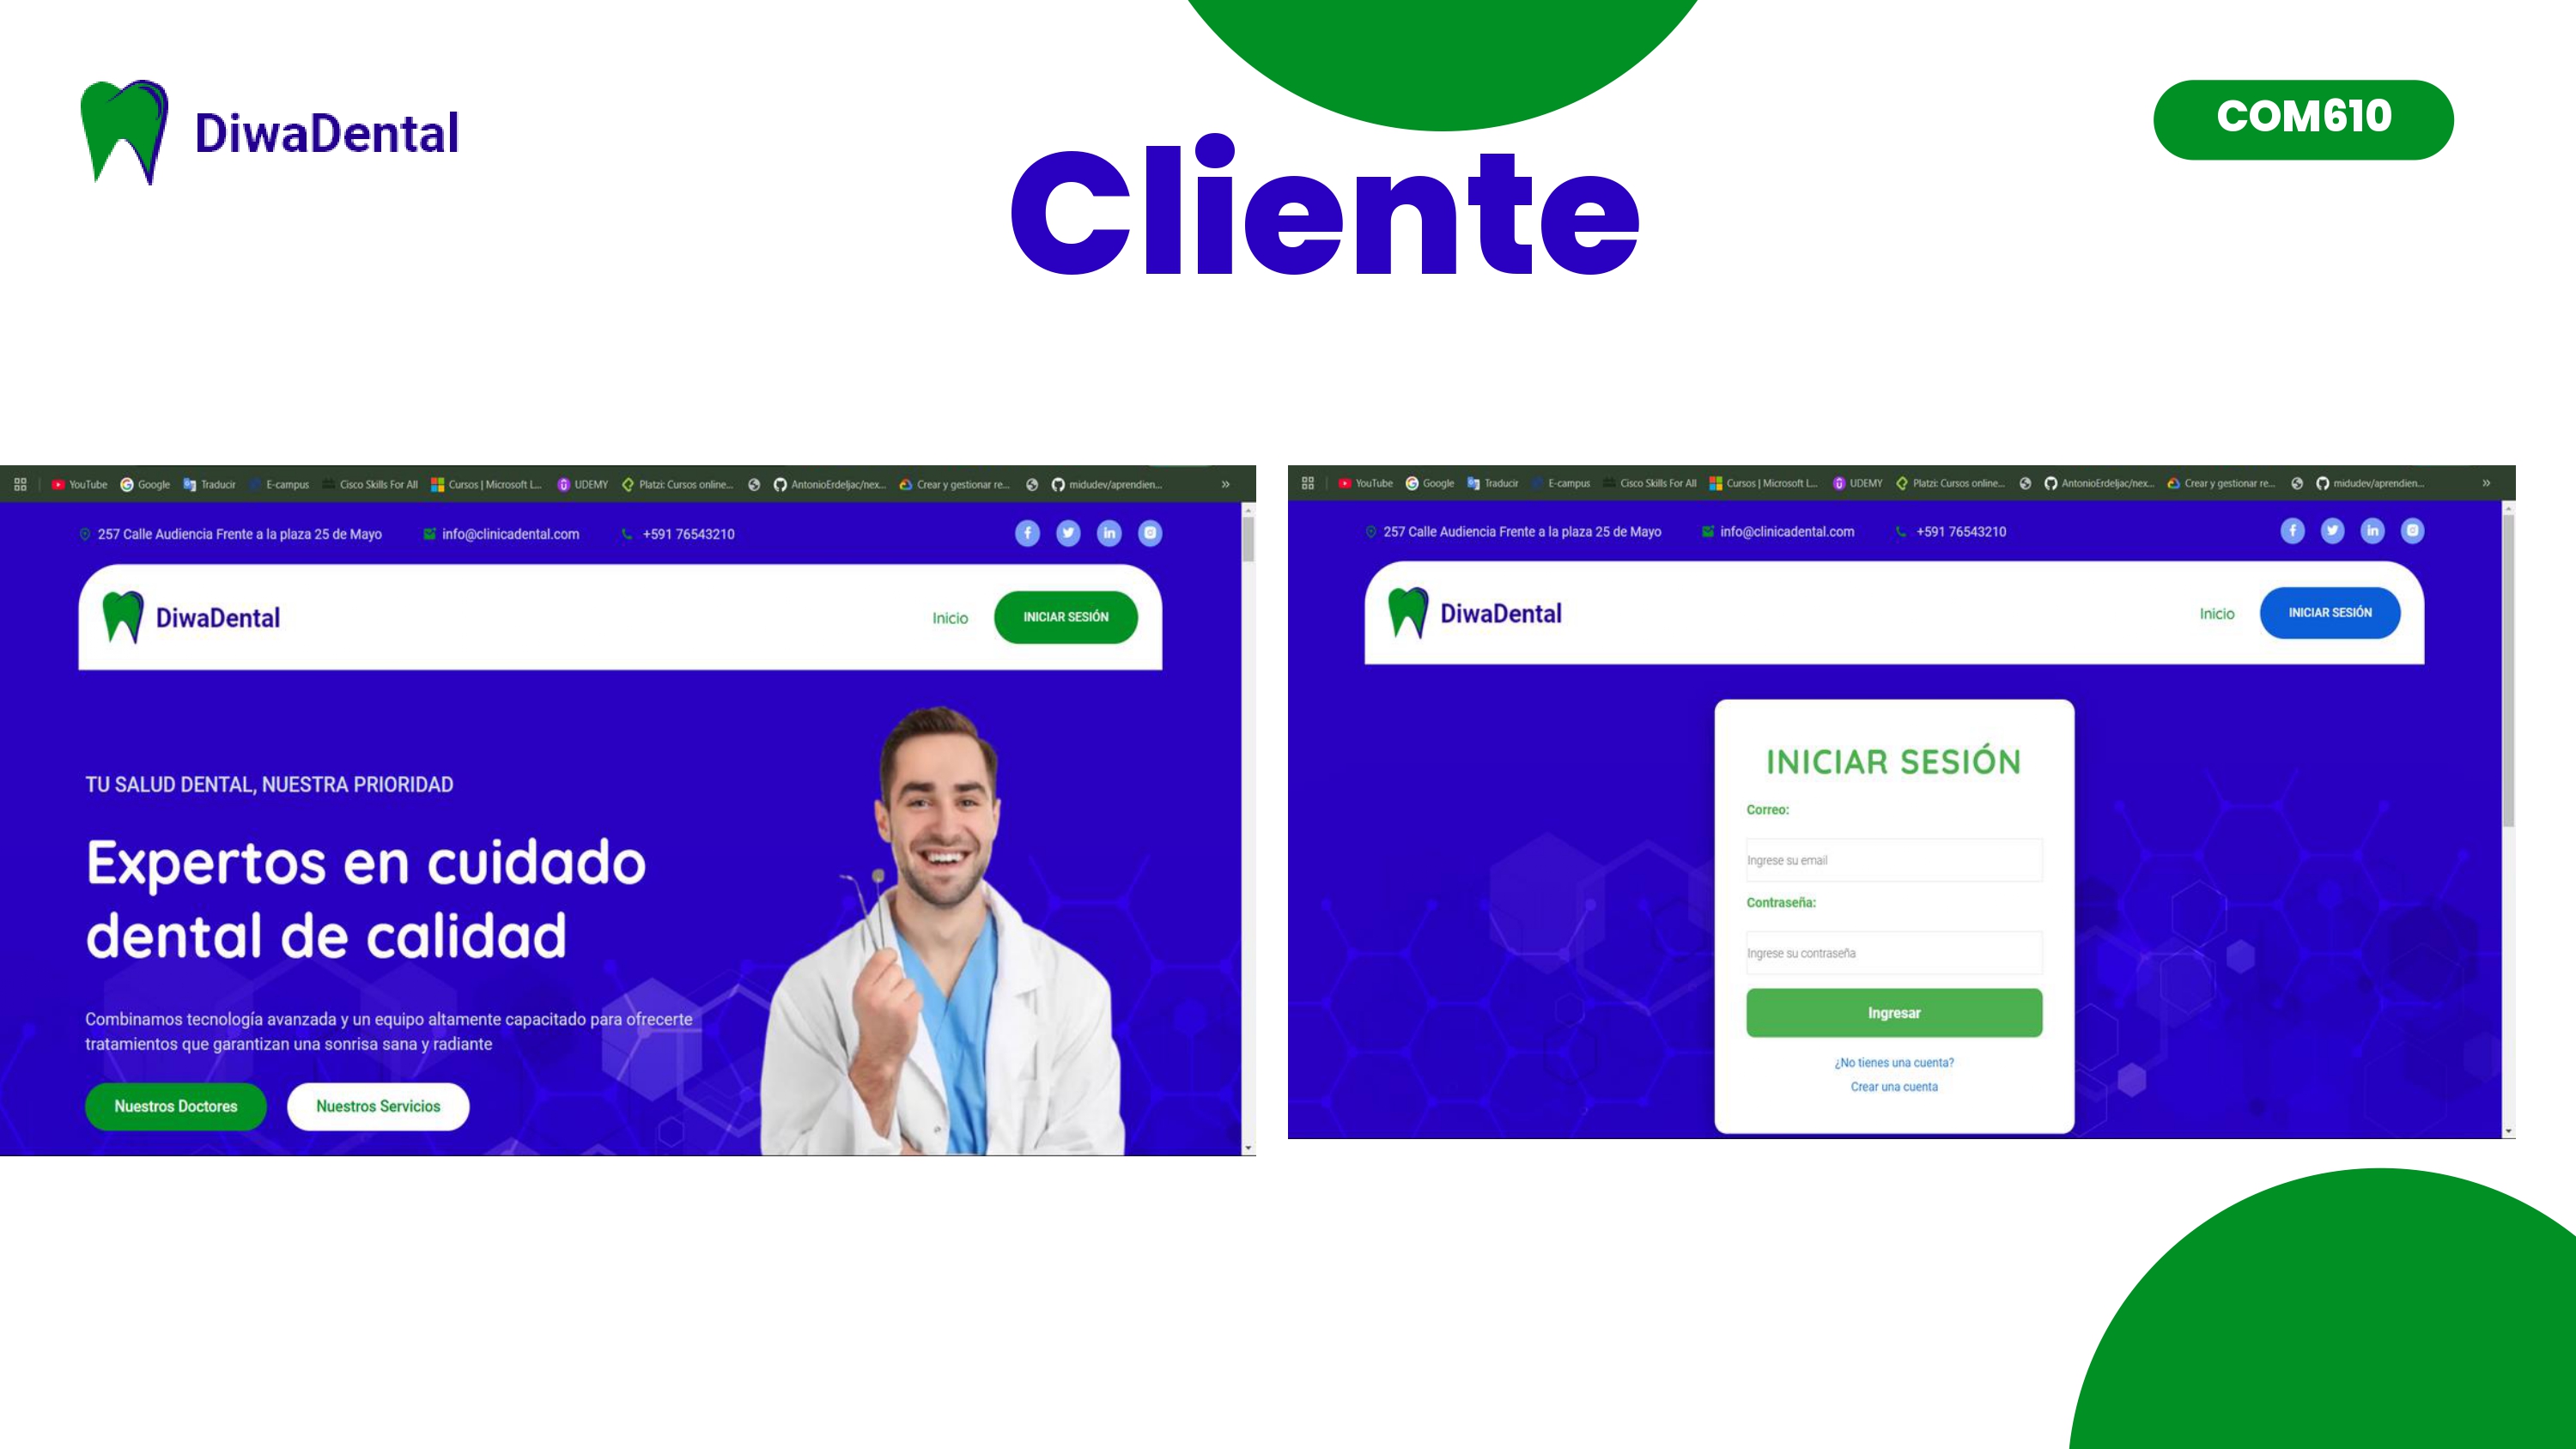 DiwaDental
COM610
Cliente
YouTube Google Traducir E-campus Cisco Skills For All Cursos | Microsoft L... UDEMY Platzi: Cursos online... AntonioErdeljac/nex... Crear y gestionar re... midudev/aprendien... »
257 Calle Audiencia Frente a la plaza 25 de Mayo info@clinicadental.com +591 76543210
DiwaDental
Inicio INICIAR SESIÓN
TU SALUD DENTAL, NUESTRA PRIORIDAD
Expertos en cuidado
dental de calidad
Combinamos tecnología avanzada y un equipo altamente capacitado para ofrecerte
tratamientos que garantizan una sonrisa sana y radiante
Nuestros Doctores Nuestros Servicios
YouTube Google Traducir E-campus Cisco Skills For All Cursos | Microsoft L... UDEMY Platzi: Cursos online... AntonioErdeljac/nex... Crear y gestionar re... midudev/aprendien... »
257 Calle Audiencia Frente a la plaza 25 de Mayo info@clinicadental.com +591 76543210
DiwaDental
Inicio INICIAR SESIÓN
INICIAR SESIÓN
Correo:
Ingrese su email
Contraseña:
Ingrese su contraseña
Ingresar
¿No tienes una cuenta?
Crear una cuenta